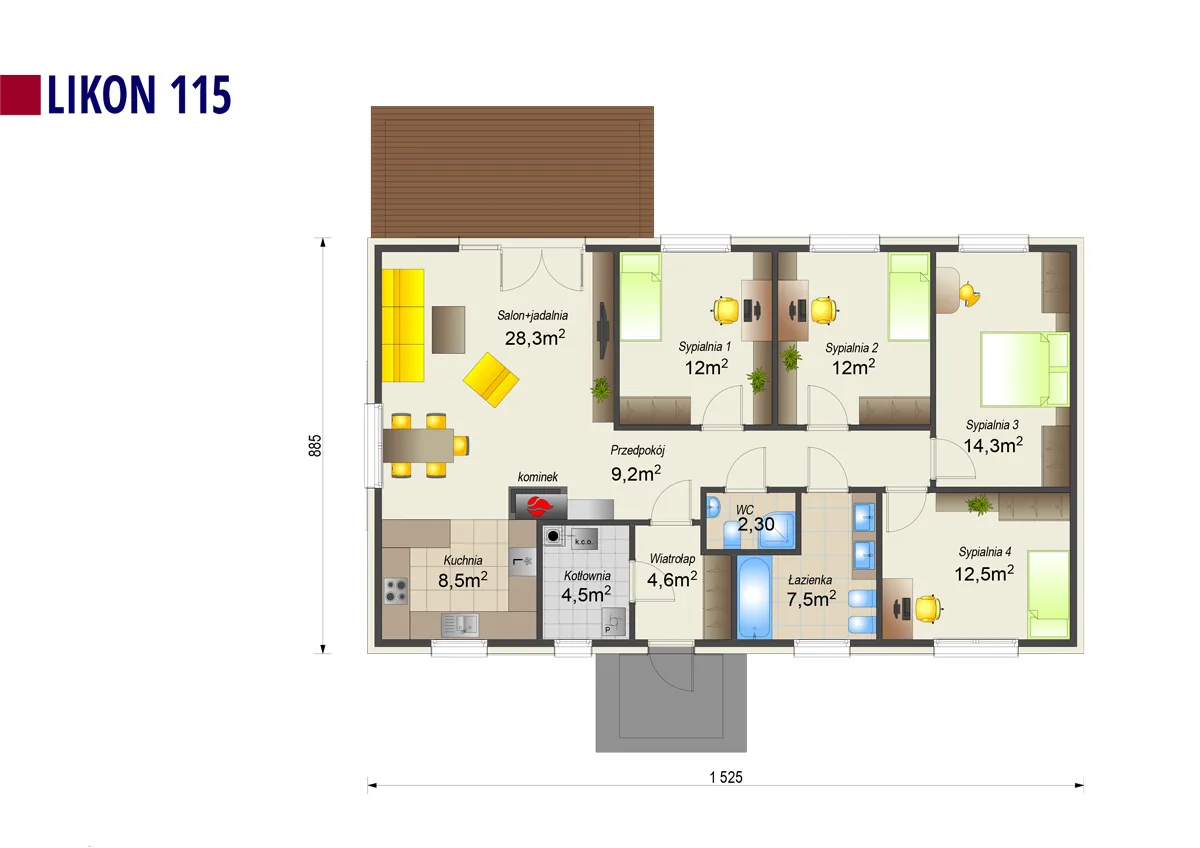 LIKON 115
Salon+jadalnia
28,3m²
Sypialnia 1
12m²
Sypialnia 2
12m²
Sypialnia 3
14,3m²
Przedpokój
9,2m²
885
kominek
WC
2,30
k.c.o.
Kuchnia
8,5m²
L
Kotłownia
4,5m²
Wiatrołap
4,6m²
Łazienka
7,5m²
Sypialnia 4
12,5m²
P
1 525